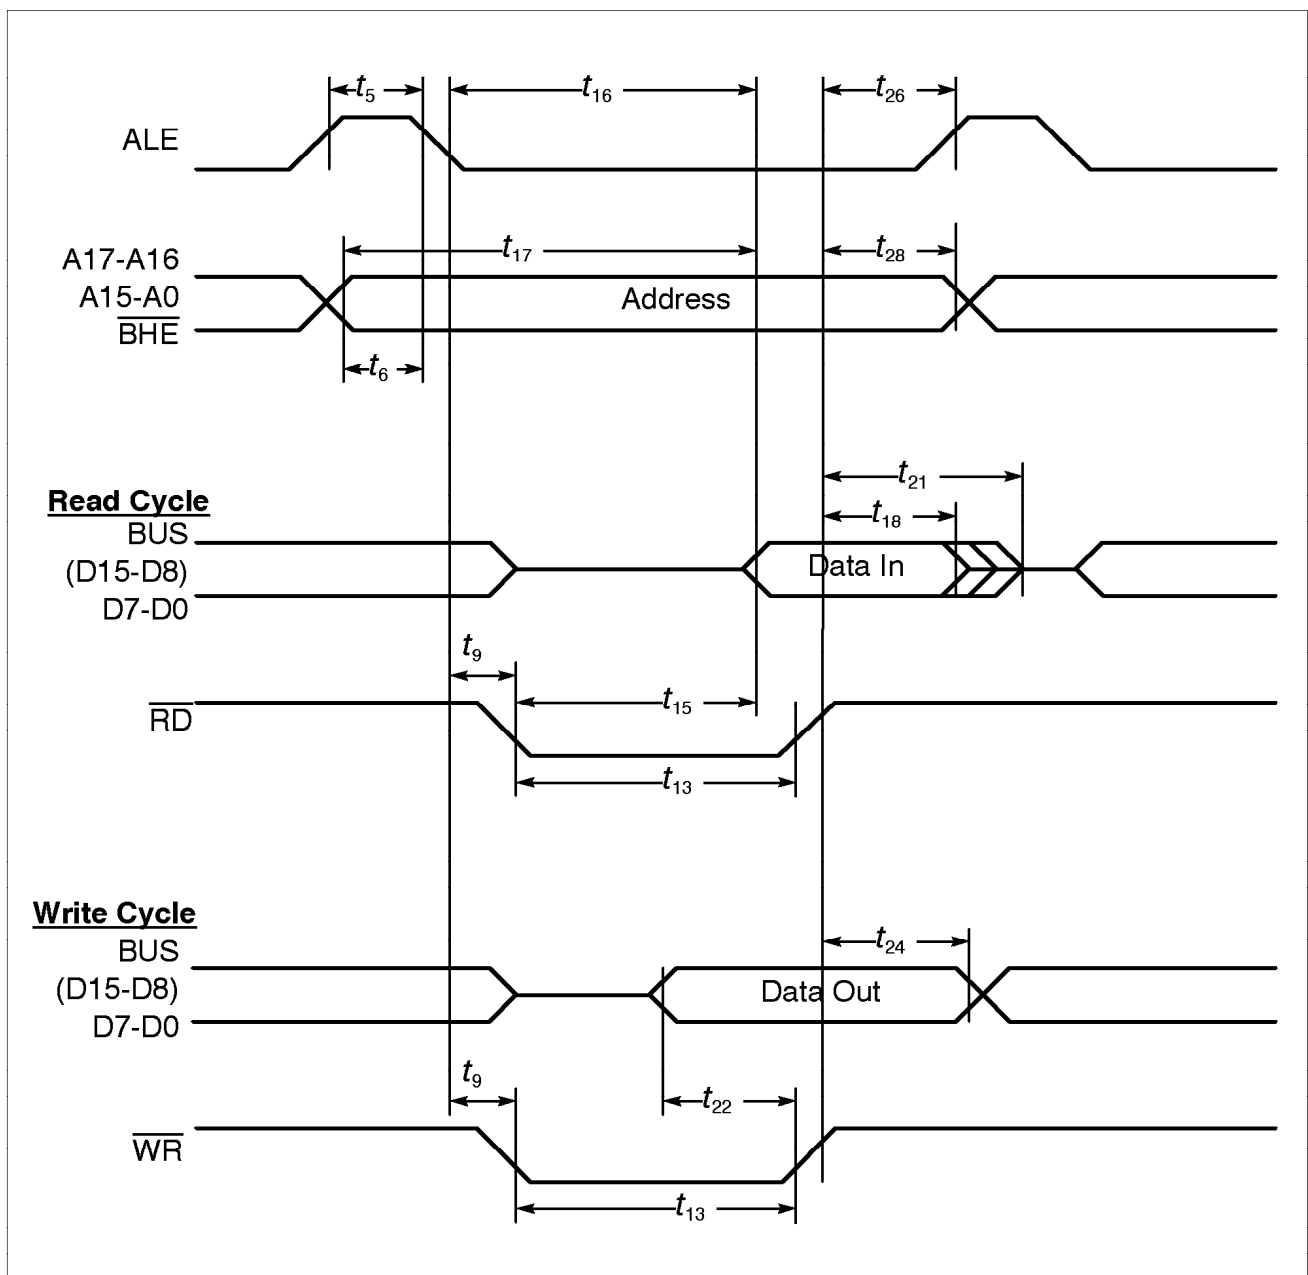 t5
t16
t26
ALE
t17
t28
A17-A16
A15-A0
Address
BHE
t6
t21
Read Cycle
t18
BUS
(D15-D8)
Data In
D7-D0
t9
t15
RD
t13
Write Cycle
t24
BUS
(D15-D8)
Data Out
D7-D0
t9
t22
WR
t13